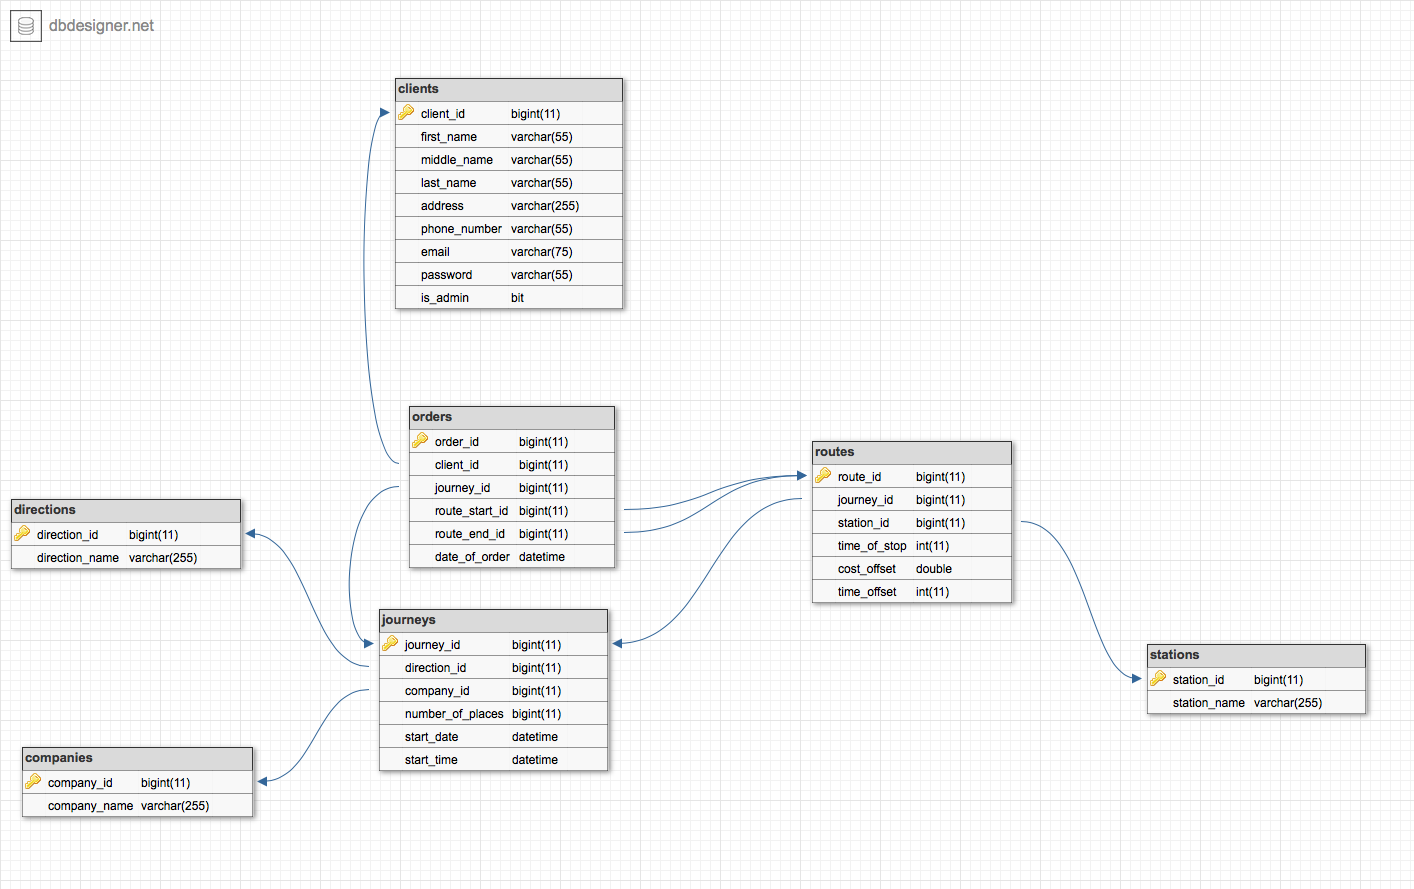 dbdesigner.net
clients
client_id bigint(11)
first_name varchar(55)
middle_name varchar(55)
last_name varchar(55)
address varchar(255)
phone_number varchar(55)
email varchar(75)
password varchar(55)
is_admin bit
orders
order_id bigint(11)
client_id bigint(11)
journey_id bigint(11)
route_start_id bigint(11)
route_end_id bigint(11)
date_of_order datetime
routes
route_id bigint(11)
journey_id bigint(11)
station_id bigint(11)
time_of_stop int(11)
cost_offset double
time_offset int(11)
directions
direction_id bigint(11)
direction_name varchar(255)
journeys
journey_id bigint(11)
direction_id bigint(11)
company_id bigint(11)
number_of_places bigint(11)
start_date datetime
start_time datetime
stations
station_id bigint(11)
station_name varchar(255)
companies
company_id bigint(11)
company_name varchar(255)